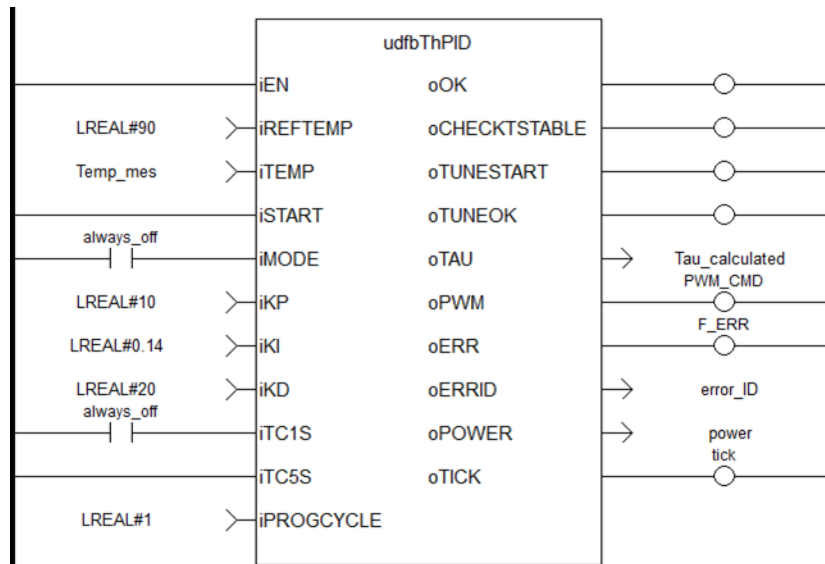 udfbThPID
iEN oOK
LREAL#90 iREFTEMP oCHECKTSTABLE
Temp_mes iTEMP oTUNESTART
iSTART oTUNEOK
always_off
iMODE oTAU Tau_calculated
PWM_CMD
LREAL#10 iKP oPWM
F_ERR
LREAL#0.14 iKI oERR
LREAL#20 iKD oERRID error_ID
always_off
iTC1S oPOWER power
tick
iTC5S oTICK
LREAL#1 iPROGCYCLE